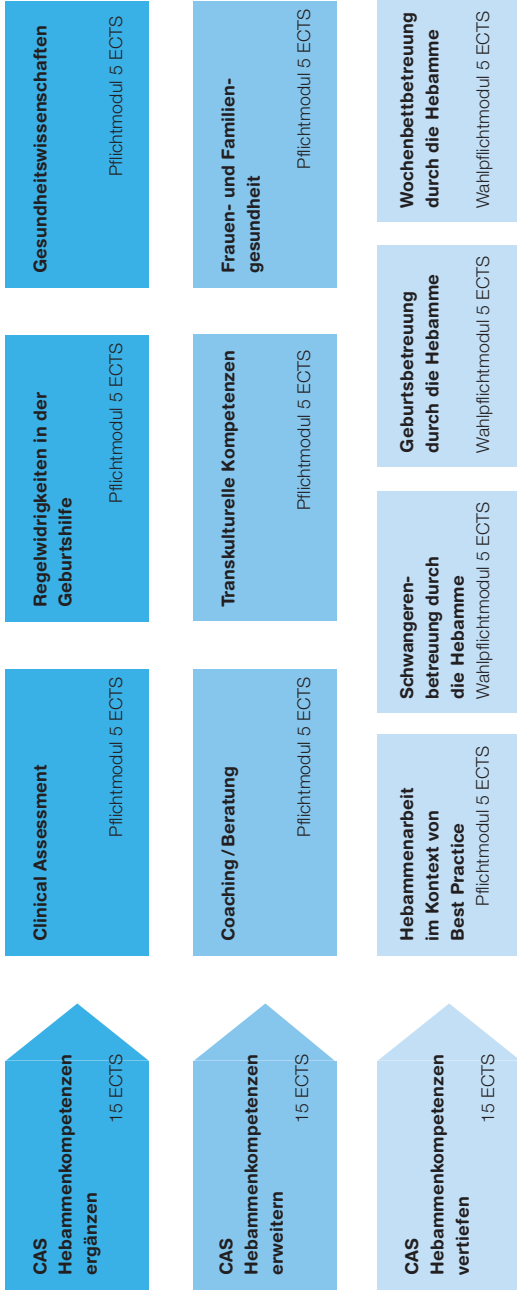 CAS
Hebammenkompetenzen
ergänzen
15 ECTS
Clinical Assessment
Pflichtmodul 5 ECTS
Regelwidrigkeiten in der
Geburtshilfe
Pflichtmodul 5 ECTS
Gesundheitswissenschaften
Pflichtmodul 5 ECTS
CAS
Hebammenkompetenzen
erweitern
15 ECTS
Coaching / Beratung
Pflichtmodul 5 ECTS
Transkulturelle Kompetenzen
Pflichtmodul 5 ECTS
Frauen- und Familien-
gesundheit
Pflichtmodul 5 ECTS
CAS
Hebammenkompetenzen
vertiefen
15 ECTS
Hebammenarbeit
im Kontext von
Best Practice
Pflichtmodul 5 ECTS
Schwangeren-
betreuung durch
die Hebamme
Wahlpflichtmodul 5 ECTS
Geburtsbetreuung
durch die Hebamme
Wahlpflichtmodul 5 ECTS
Wochenbettbetreuung
durch die Hebamme
Wahlpflichtmodul 5 ECTS